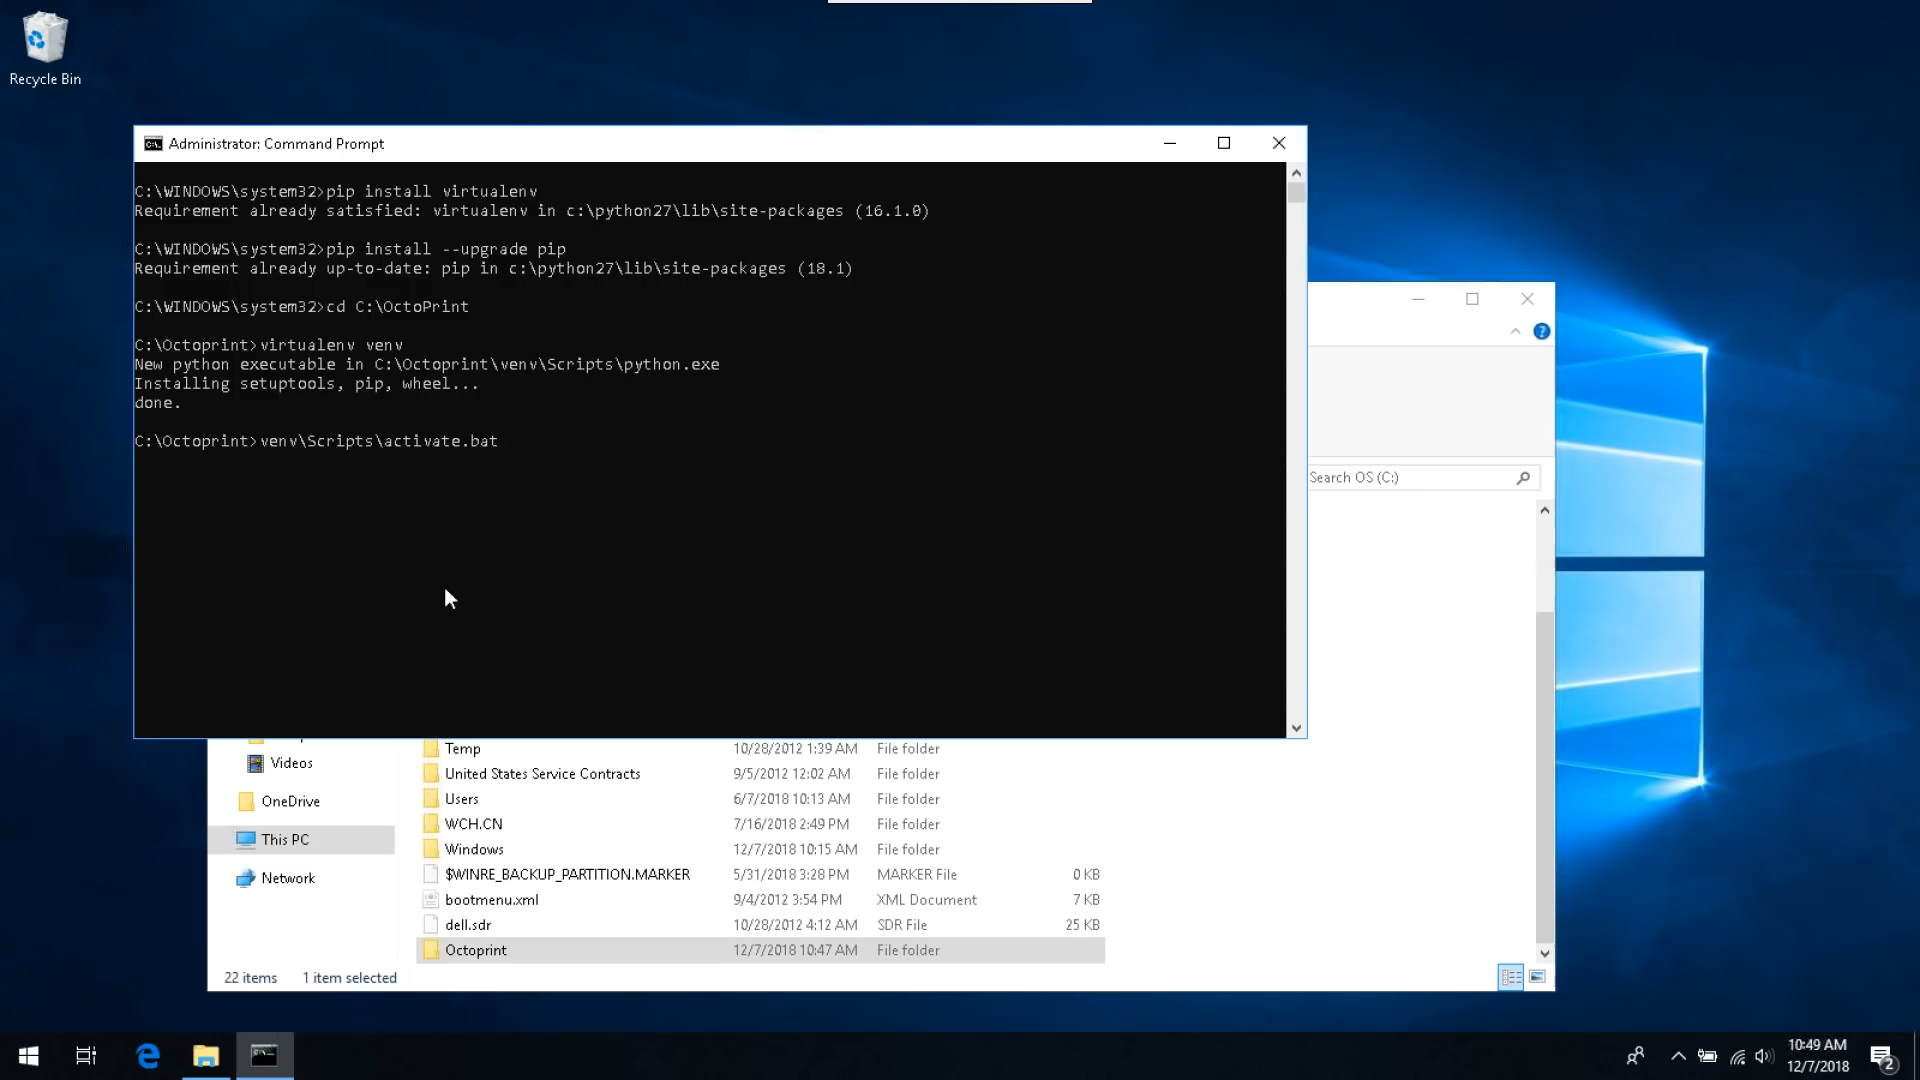 Recycle Bin
Administrator: Command Prompt
C:\WINDOWS\system32>pip install virtualenv
Requirement already satisfied: virtualenv in c:\python27\lib\site-packages (16.1.0)
C:\WINDOWS\system32>pip install --upgrade pip
Requirement already up-to-date: pip in c:\python27\lib\site-packages (18.1)
C:\WINDOWS\system32>cd C:\OctoPrint
C:\Octoprint>virtualenv venv
New python executable in C:\Octoprint\venv\Scripts\python.exe
Installing setuptools, pip, wheel...
done.
C:\Octoprint>venv\Scripts\activate.bat
Search OS (C:)
Videos
OneDrive
This PC
Network
Temp 10/28/2012 1:39 AM File folder
United States Service Contracts 9/5/2012 12:02 AM File folder
Users 6/7/2018 10:13 AM File folder
WCH.CN 7/16/2018 2:49 PM File folder
Windows 12/7/2018 10:15 AM File folder
$WINRE_BACKUP_PARTITION.MARKER 5/31/2018 3:28 PM MARKER File 0 KB
bootmenu.xml 9/4/2012 3:54 PM XML Document 7 KB
dell.sdr 10/28/2012 4:12 AM SDR File 25 KB
Octoprint 12/7/2018 10:47 AM File folder
22 items 1 item selected
10:49 AM
12/7/2018
2